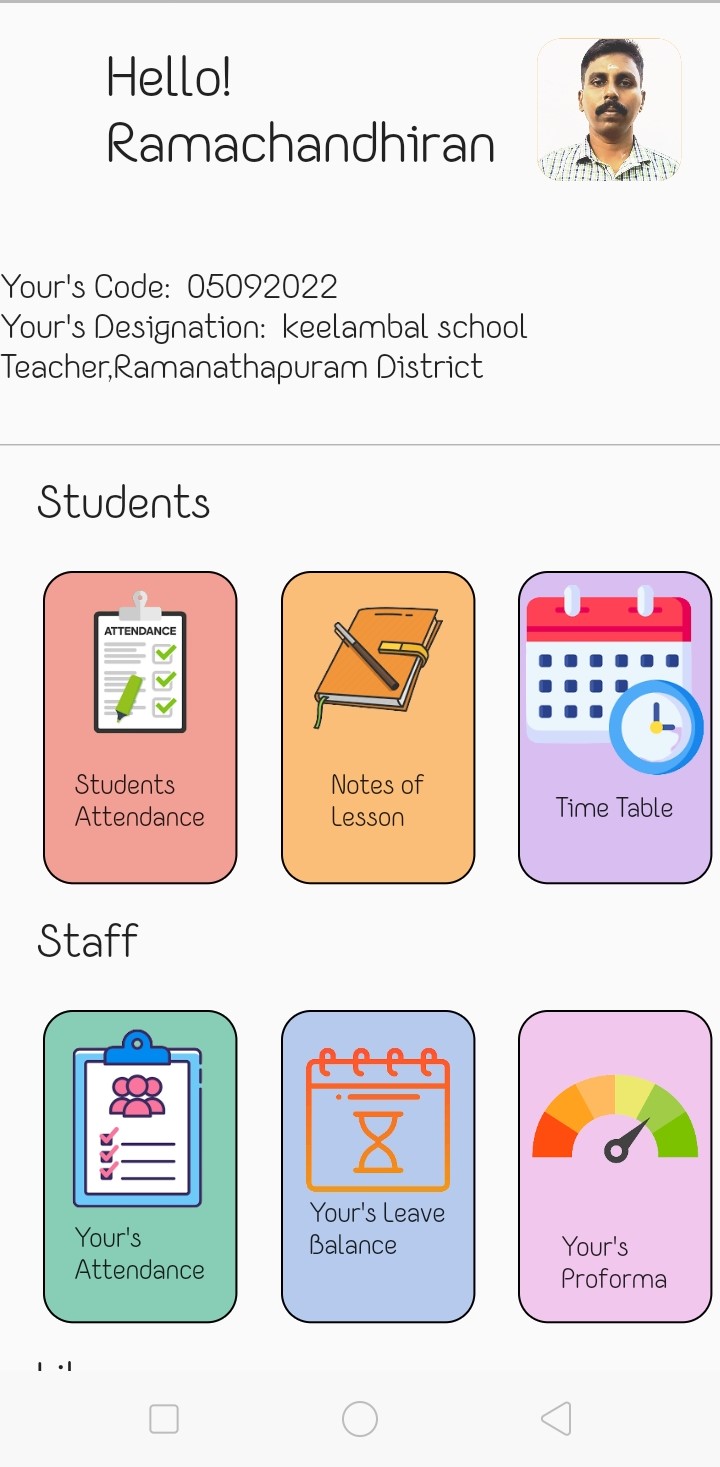 Hello!
Ramachandhiran
Your's Code: 05092022
Your's Designation: keelambal school
Teacher,Ramanathapuram District
Students
ATTENDANCE
Students
Attendance
Notes of
Lesson
Time Table
Staff
Your's
Attendance
Your's Leave
Balance
Your's
Proforma